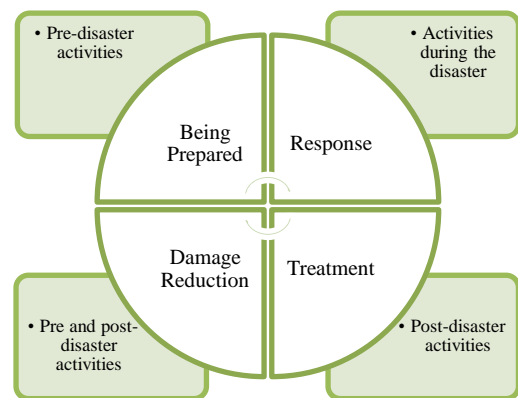 • Pre-disaster
activities
• Activities
during the
disaster
Being
Prepared
Response
Damage
Reduction
Treatment
• Pre and post-
disaster
activities
• Post-disaster
activities